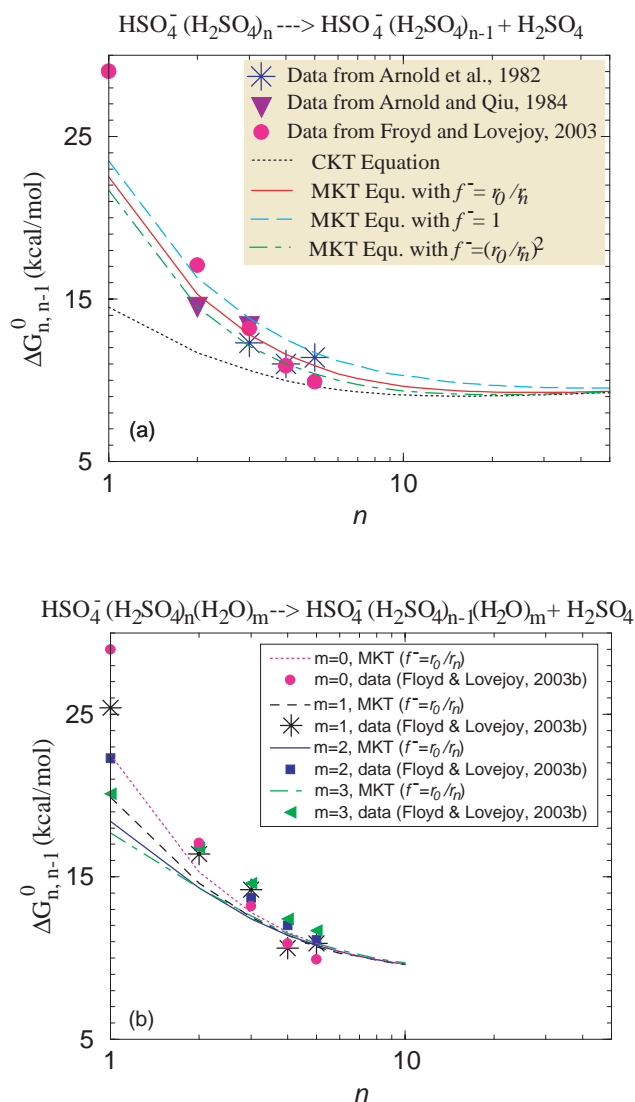 HSO₄⁻(H₂SO₄)ₙ ---> HSO₄⁻(H₂SO₄)ₙ₋₁ + H₂SO₄
Data from Arnold et al., 1982
Data from Arnold and Qiu, 1984
Data from Froyd and Lovejoy, 2003
CKT Equation
MKT Equ. with f⁻= r₀/rₙ
MKT Equ. with f⁻= 1
MKT Equ. with f⁻=(r₀/rₙ)²
25
15
5
ΔG⁰ₙ, ₙ₋₁ (kcal/mol)
(a)
1
10
n
HSO₄⁻(H₂SO₄)ₙ(H₂O)ₘ --> HSO₄⁻(H₂SO₄)ₙ₋₁(H₂O)ₘ + H₂SO₄
m=0, MKT (f⁻=r₀/rₙ)
m=0, data (Floyd & Lovejoy, 2003b)
m=1, MKT (f⁻=r₀/rₙ)
m=1, data (Floyd & Lovejoy, 2003b)
m=2, MKT (f⁻=r₀/rₙ)
m=2, data (Floyd & Lovejoy, 2003b)
m=3, MKT (f⁻=r₀/rₙ)
m=3, data (Floyd & Lovejoy, 2003b)
25
15
5
ΔG⁰ₙ, ₙ₋₁ (kcal/mol)
(b)
1
10
n